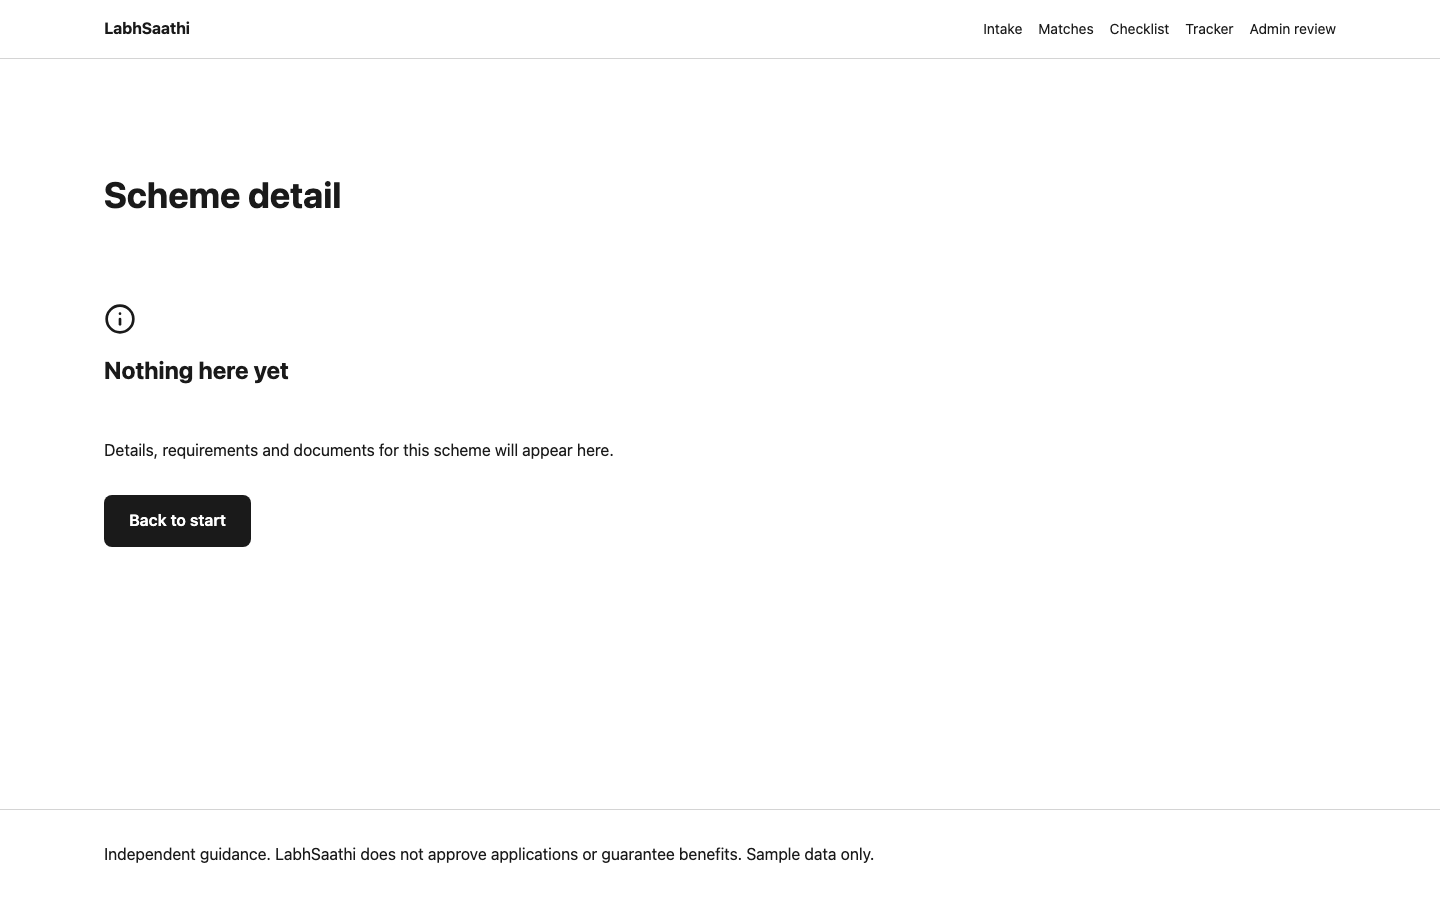 LabhSaathi
Intake Matches Checklist Tracker Admin review
Scheme detail
Nothing here yet
Details, requirements and documents for this scheme will appear here.
Back to start
Independent guidance. LabhSaathi does not approve applications or guarantee benefits. Sample data only.